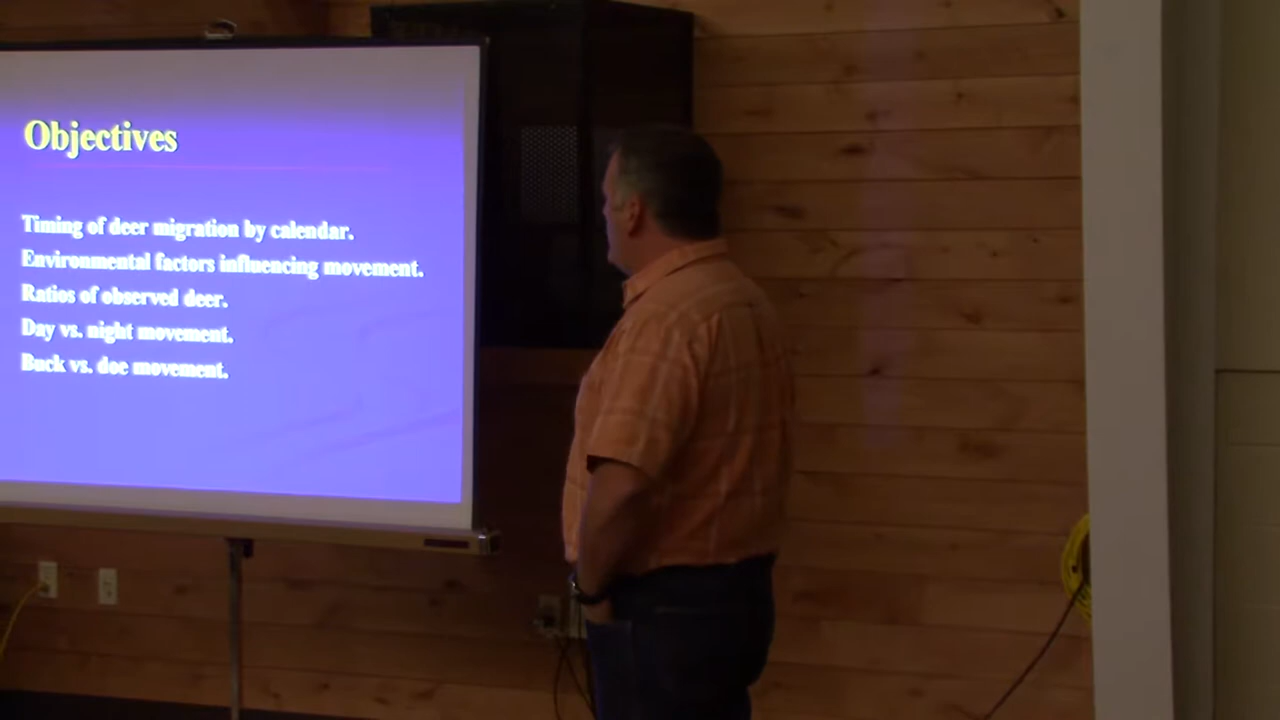 Objectives
Timing of deer migration by calendar.
Environmental factors influencing movement.
Ratios of observed deer.
Day vs. night movement.
Buck vs. doe movement.